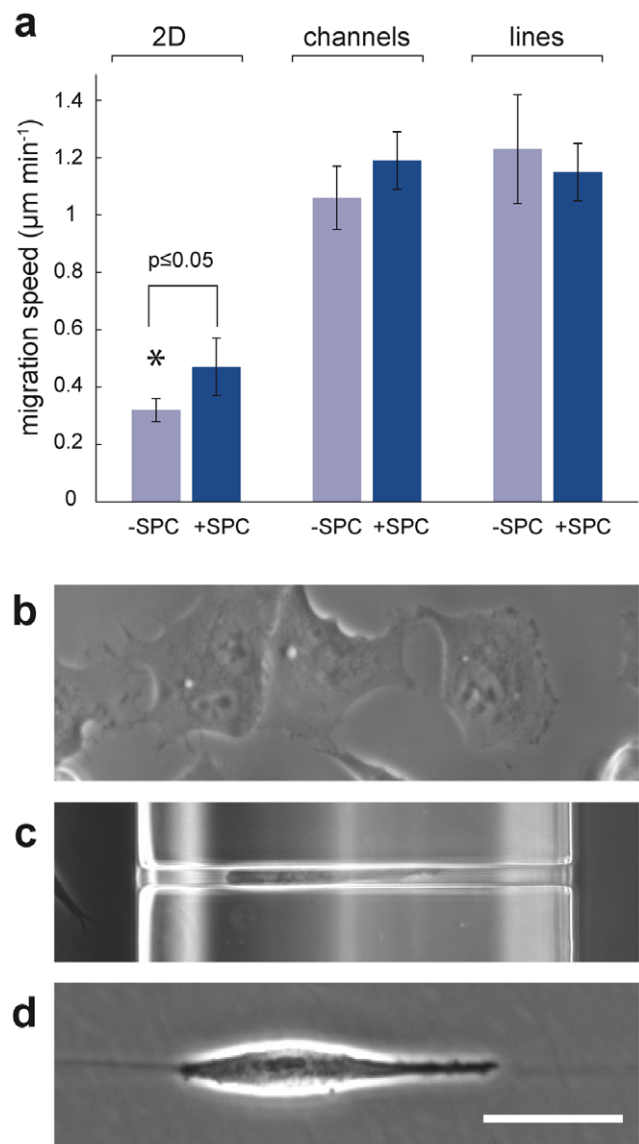 a
2D channels lines
migration speed (µm min⁻¹)
1.4
1.2
1
0.8
0.6
0.4
0.2
0
p≤0.05
*
-SPC +SPC -SPC +SPC -SPC +SPC
b
c
d